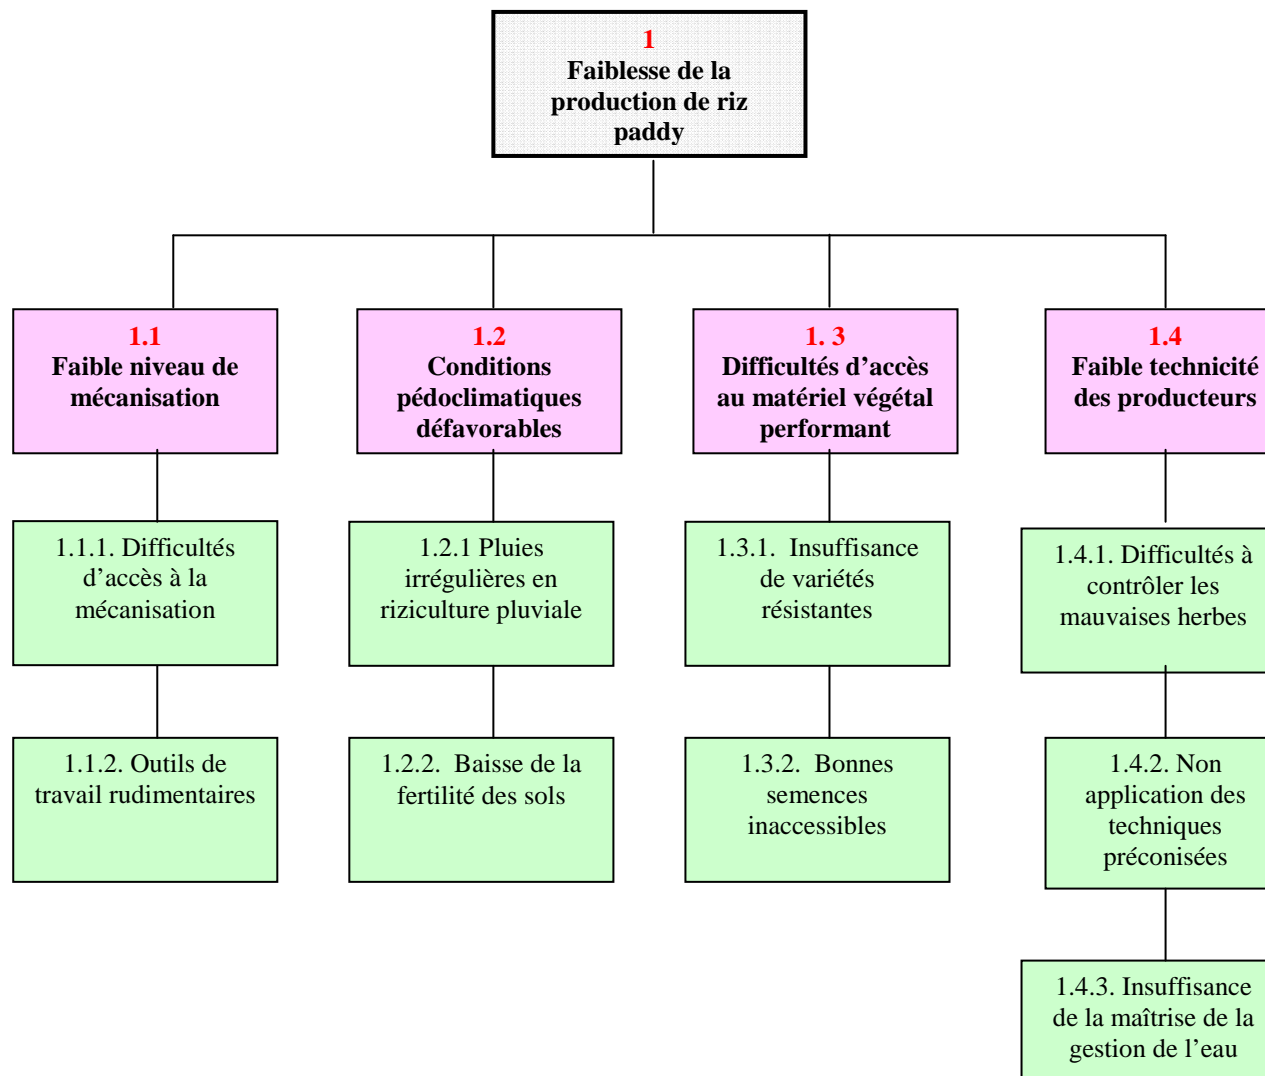 1
Faiblesse de la
production de riz
paddy
1.1
Faible niveau de
mécanisation
1.2
Conditions
pédoclimatiques
défavorables
1. 3
Difficultés d’accès
au matériel végétal
performant
1.4
Faible technicité
des producteurs
1.1.1. Difficultés
d’accès à la
mécanisation
1.2.1 Pluies
irrégulières en
riziculture pluviale
1.3.1. Insuffisance
de variétés
résistantes
1.4.1. Difficultés à
contrôler les
mauvaises herbes
1.1.2. Outils de
travail rudimentaires
1.2.2. Baisse de la
fertilité des sols
1.3.2. Bonnes
semences
inaccessibles
1.4.2. Non
application des
techniques
préconisées
1.4.3. Insuffisance
de la maîtrise de la
gestion de l’eau